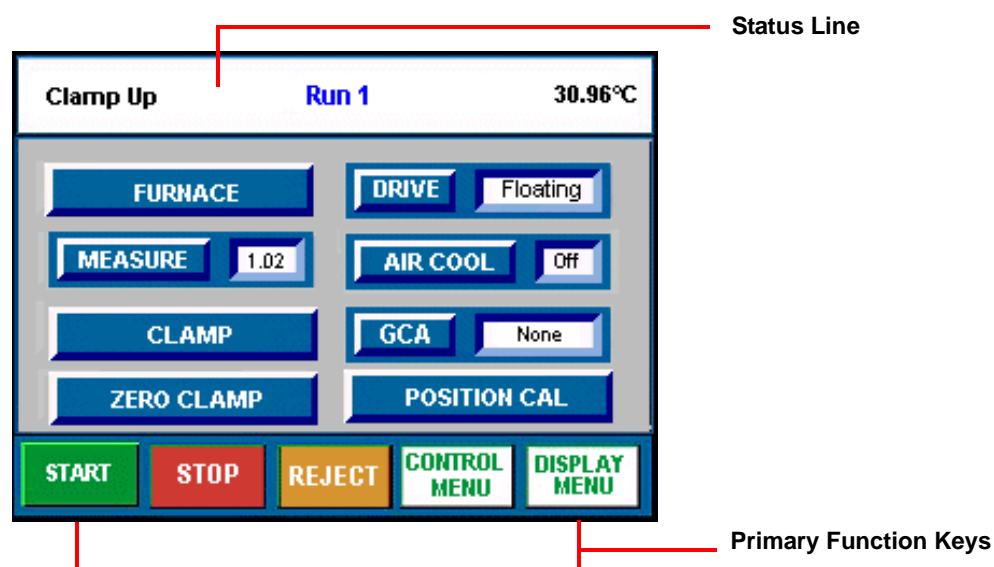 Status Line
Clamp Up Run 1 30.96°C
FURNACE DRIVE Floating
MEASURE 1.02 AIR COOL Off
CLAMP GCA None
ZERO CLAMP POSITION CAL
START STOP REJECT CONTROL MENU DISPLAY MENU
Primary Function Keys